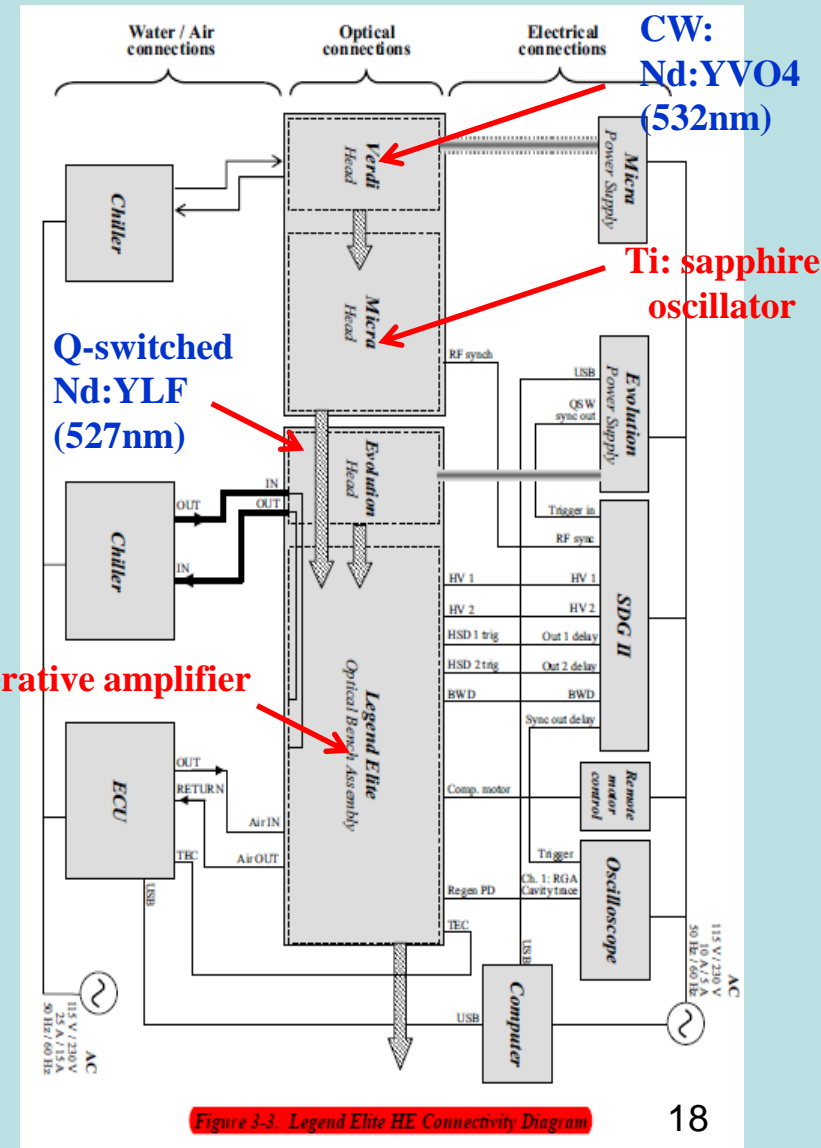 Water / Air
connections
Optical
connections
Electrical
connections
CW:
Nd:YVO4
(532nm)
Verdi
Head
Micra
Power Supply
Chiller
Micra
Head
Ti: sapphire
oscillator
Q-switched
Nd:YLF
(527nm)
RF synch
USB
QSW
sync out
Evolution
Power Supply
Evolution
Head
IN
OUT
OUT
IN
Chiller
Trigger in
RF sync
HV 1
HV 1
HV 2
HV 2
HSD 1 trig
Out 1 delay
HSD 2 trig
Out 2 delay
BWD
BWD
Sync out delay
SDG II
rative amplifier
Legend Elite
Optical Bench Assembly
ECU
OUT
RETURN
Air IN
TEC
Air OUT
USB
Comp. motor
Remote
motor
control
Trigger
Ch. 1: RGA
Cavity trace
Regen PD
TEC
Oscilloscope
USB
USB
Computer
AC
115 V / 230 V
10 A / 5 A
50 Hz / 60 Hz
AC
115 V / 230 V
25 A / 15 A
50 Hz / 60 Hz
Figure 3-3. Legend Elite HE Connectivity Diagram
18